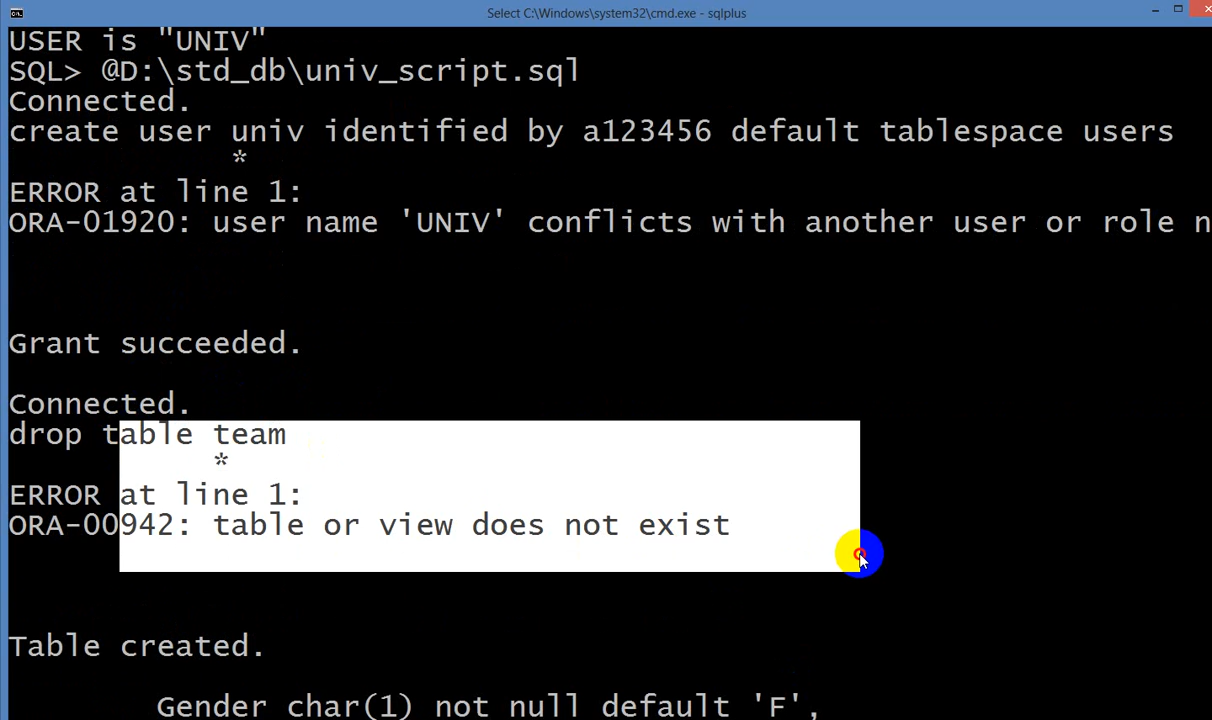 Select C:\Windows\system32\cmd.exe - sqlplus
USER is "UNIV"
SQL> @D:\std_db\univ_script.sql
Connected.
create user univ identified by a123456 default tablespace users
*
ERROR at line 1:
ORA-01920: user name 'UNIV' conflicts with another user or role n
Grant succeeded.
Connected.
drop table team
*
ERROR at line 1:
ORA-00942: table or view does not exist
Table created.
Gender char(1) not null default 'F',